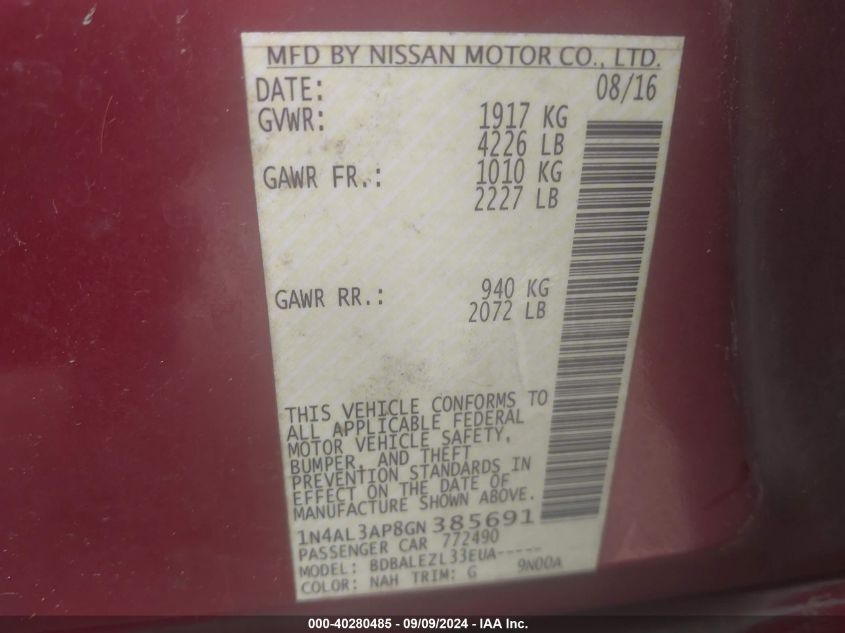 MFD BY NISSAN MOTOR CO., LTD.
DATE: 08/16
GVWR: 1917 KG
4226 LB
GAWR FR.: 1010 KG
2227 LB
GAWR RR.: 940 KG
2072 LB
THIS VEHICLE CONFORMS TO
ALL APPLICABLE FEDERAL
MOTOR VEHICLE SAFETY,
BUMPER, AND THEFT
PREVENTION STANDARDS IN
EFFECT ON THE DATE OF
MANUFACTURE SHOWN ABOVE.
1N4AL3AP8GN 385691
PASSENGER CAR 772490
MODEL: BDBALEZL33EUA-----
COLOR: NAH TRIM: G 9N00A
000-40280485 - 09/09/2024 - IAA Inc.